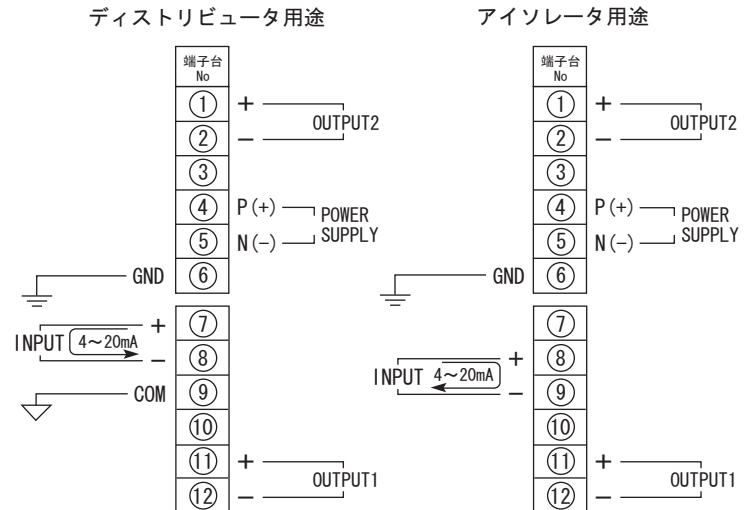 ディストリビュータ用途
端子台
No
① + OUTPUT2
② −
③
④ P(+) POWER
⑤ N(−) SUPPLY
GND ⑥
+ ⑦
INPUT 4～20mA
− ⑧
COM ⑨
⑩
⑪ + OUTPUT1
⑫ −
アイソレータ用途
端子台
No
① + OUTPUT2
② −
③
④ P(+) POWER
⑤ N(−) SUPPLY
GND ⑥
⑦
+ ⑧
INPUT 4～20mA
− ⑨
⑩
⑪ + OUTPUT1
⑫ −